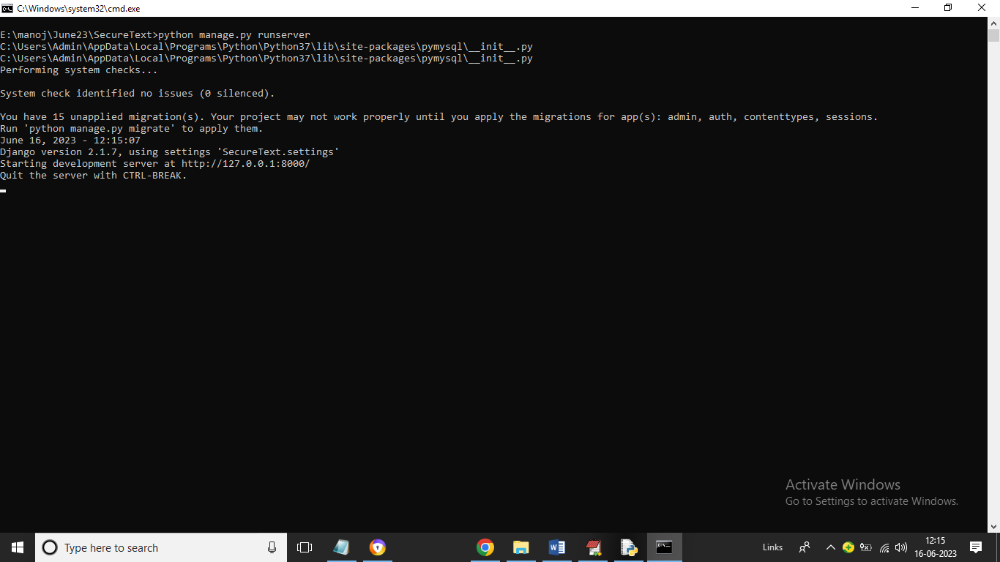 C:\Windows\system32\cmd.exe
E:\manoj\June23\SecureText>python manage.py runserver
C:\Users\Admin\AppData\Local\Programs\Python\Python37\lib\site-packages\pymysql\__init__.py
C:\Users\Admin\AppData\Local\Programs\Python\Python37\lib\site-packages\pymysql\__init__.py
Performing system checks...
System check identified no issues (0 silenced).
You have 15 unapplied migration(s). Your project may not work properly until you apply the migrations for app(s): admin, auth, contenttypes, sessions.
Run 'python manage.py migrate' to apply them.
June 16, 2023 - 12:15:07
Django version 2.1.7, using settings 'SecureText.settings'
Starting development server at http://127.0.0.1:8000/
Quit the server with CTRL-BREAK.
Activate Windows
Go to Settings to activate Windows.
Type here to search
Links
12:15
16-06-2023